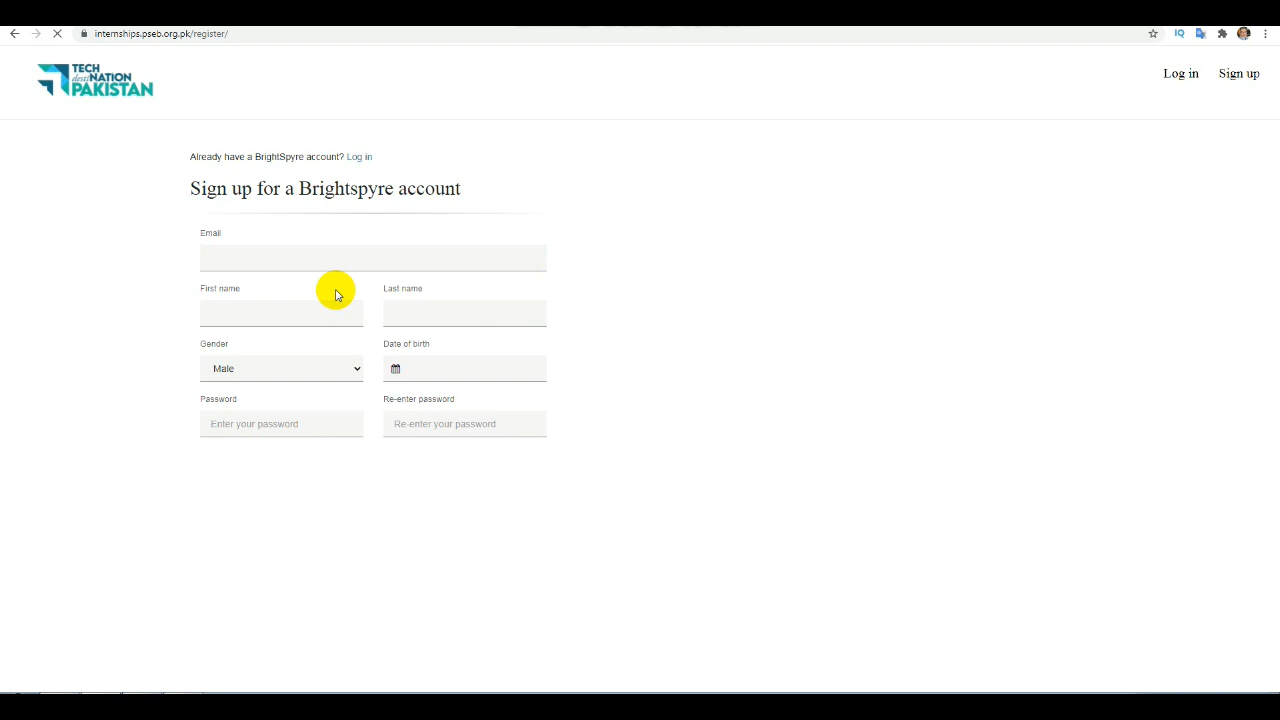 internships.pseb.org.pk/register/
IQ
TECH
destiNATION
PAKISTAN
Log in
Sign up
Already have a BrightSpyre account? Log in
Sign up for a Brightspyre account
Email
First name
Last name
Gender
Date of birth
Male
Password
Re-enter password
Enter your password
Re-enter your password